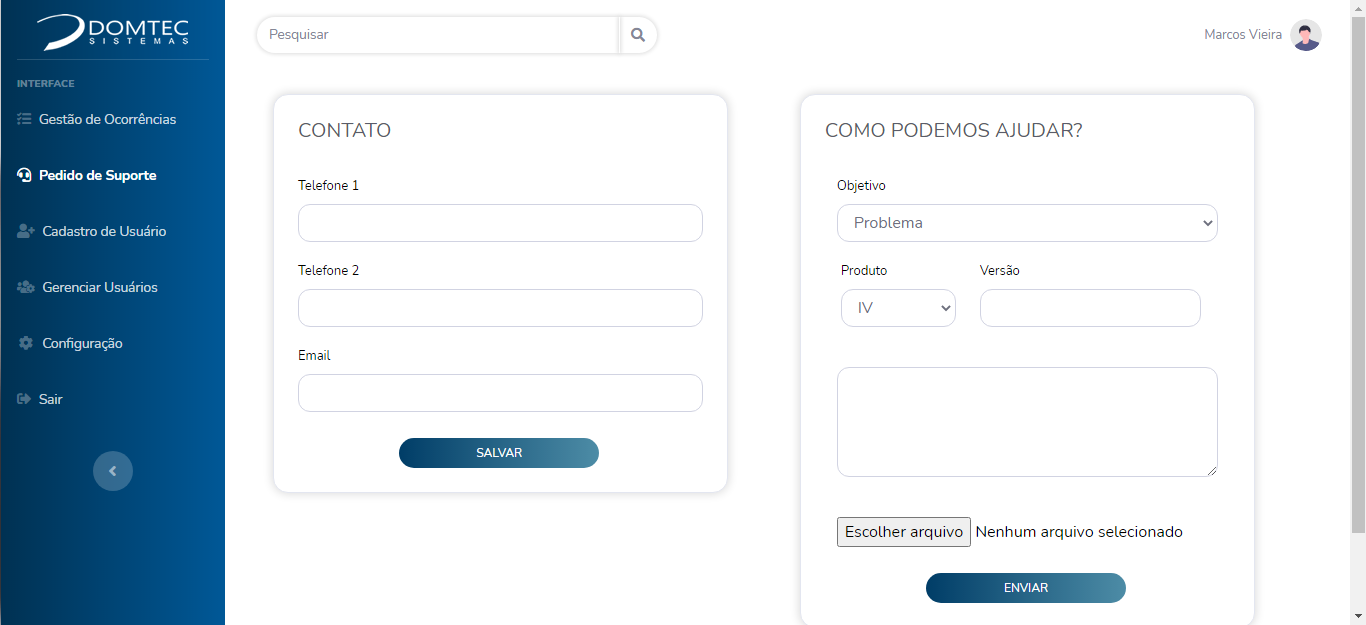 DOMTEC
SISTEMAS
Pesquisar
Marcos Vieira
INTERFACE
Gestão de Ocorrências
Pedido de Suporte
Cadastro de Usuário
Gerenciar Usuários
Configuração
Sair
CONTATO
Telefone 1
Telefone 2
Email
SALVAR
COMO PODEMOS AJUDAR?
Objetivo
Problema
Produto Versão
IV
Escolher arquivo Nenhum arquivo selecionado
ENVIAR